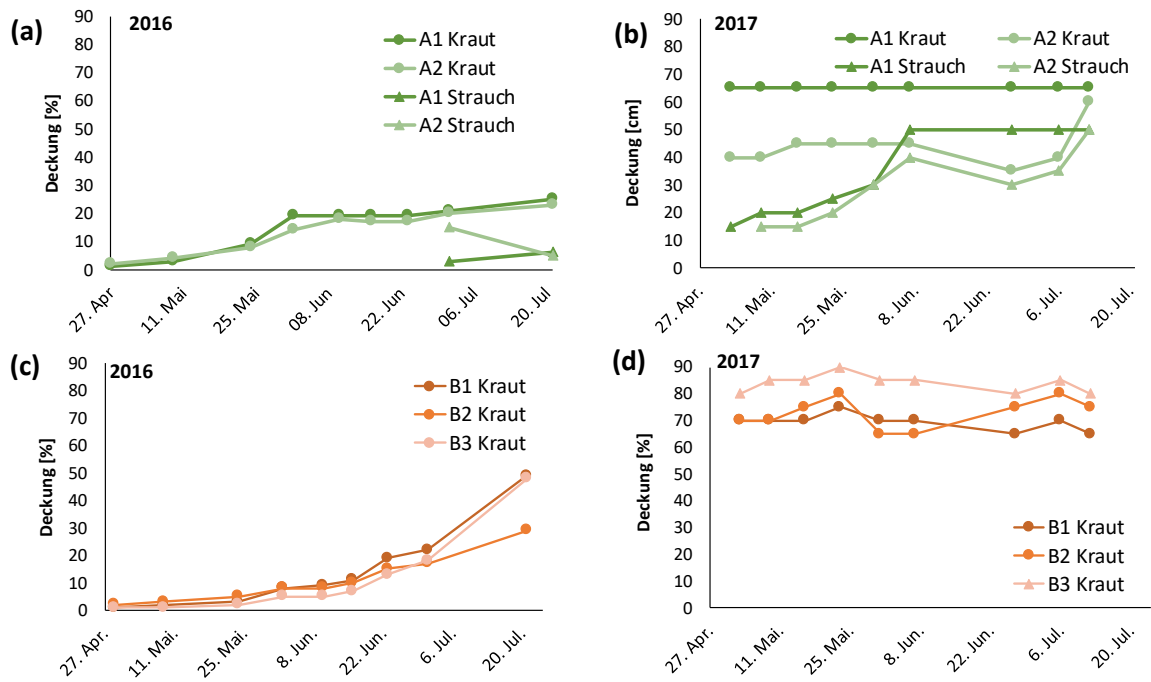 (a)
2016
90
80
70
60
50
40
30
20
10
0
Deckung [%]
A1 Kraut
A2 Kraut
A1 Strauch
A2 Strauch
27. Apr
11. Mai
25. Mai
08. Jun
22. Jun
06. Jul
20. Jul
(b)
2017
90
80
70
60
50
40
30
20
10
0
Deckung [cm]
A1 Kraut A2 Kraut
A1 Strauch A2 Strauch
27. Apr.
11. Mai.
25. Mai.
8. Jun.
22. Jun.
6. Jul.
20. Jul.
(c)
2016
90
80
70
60
50
40
30
20
10
0
Deckung [%]
B1 Kraut
B2 Kraut
B3 Kraut
27. Apr.
11. Mai.
25. Mai.
8. Jun.
22. Jun.
6. Jul.
20. Jul.
(d)
2017
90
80
70
60
50
40
30
20
10
0
Deckung [%]
B1 Kraut
B2 Kraut
B3 Kraut
27. Apr.
11. Mai.
25. Mai.
8. Jun.
22. Jun.
6. Jul.
20. Jul.